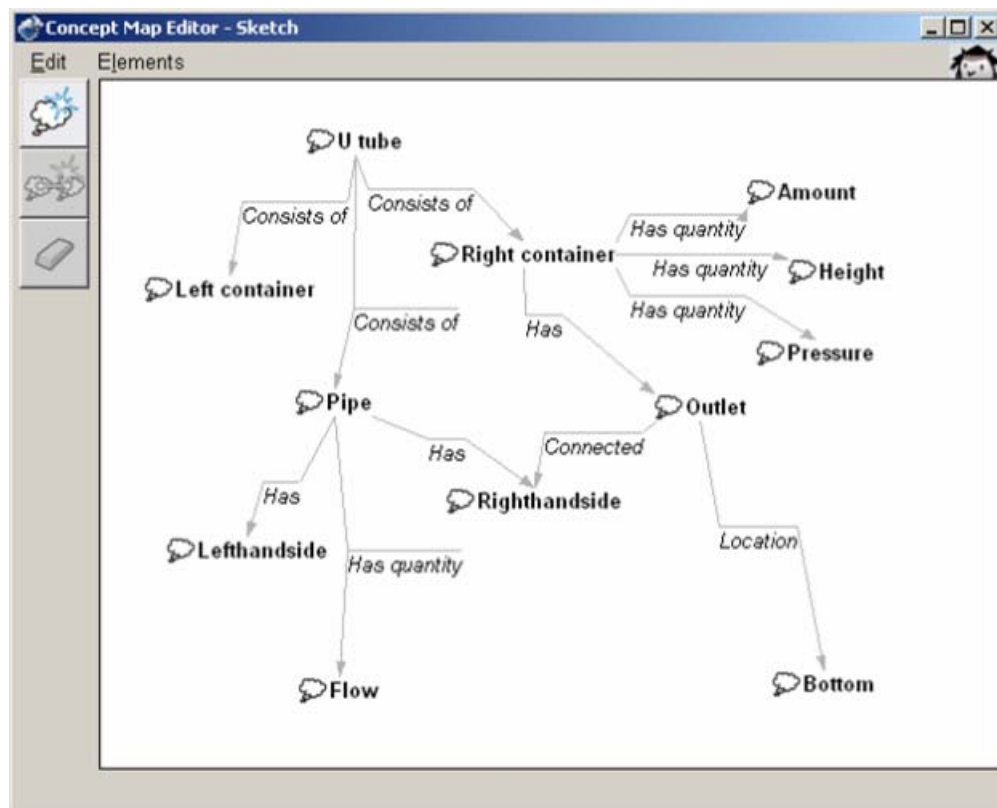 Concept Map Editor - Sketch
Edit Elements
U tube
Consists of
Consists of
Amount
Has quantity
Right container
Has quantity
Height
Left container
Has quantity
Consists of
Has
Pressure
Pipe
Outlet
Has
Connected
Has
Righthandside
Lefthandside
Location
Has quantity
Flow
Bottom